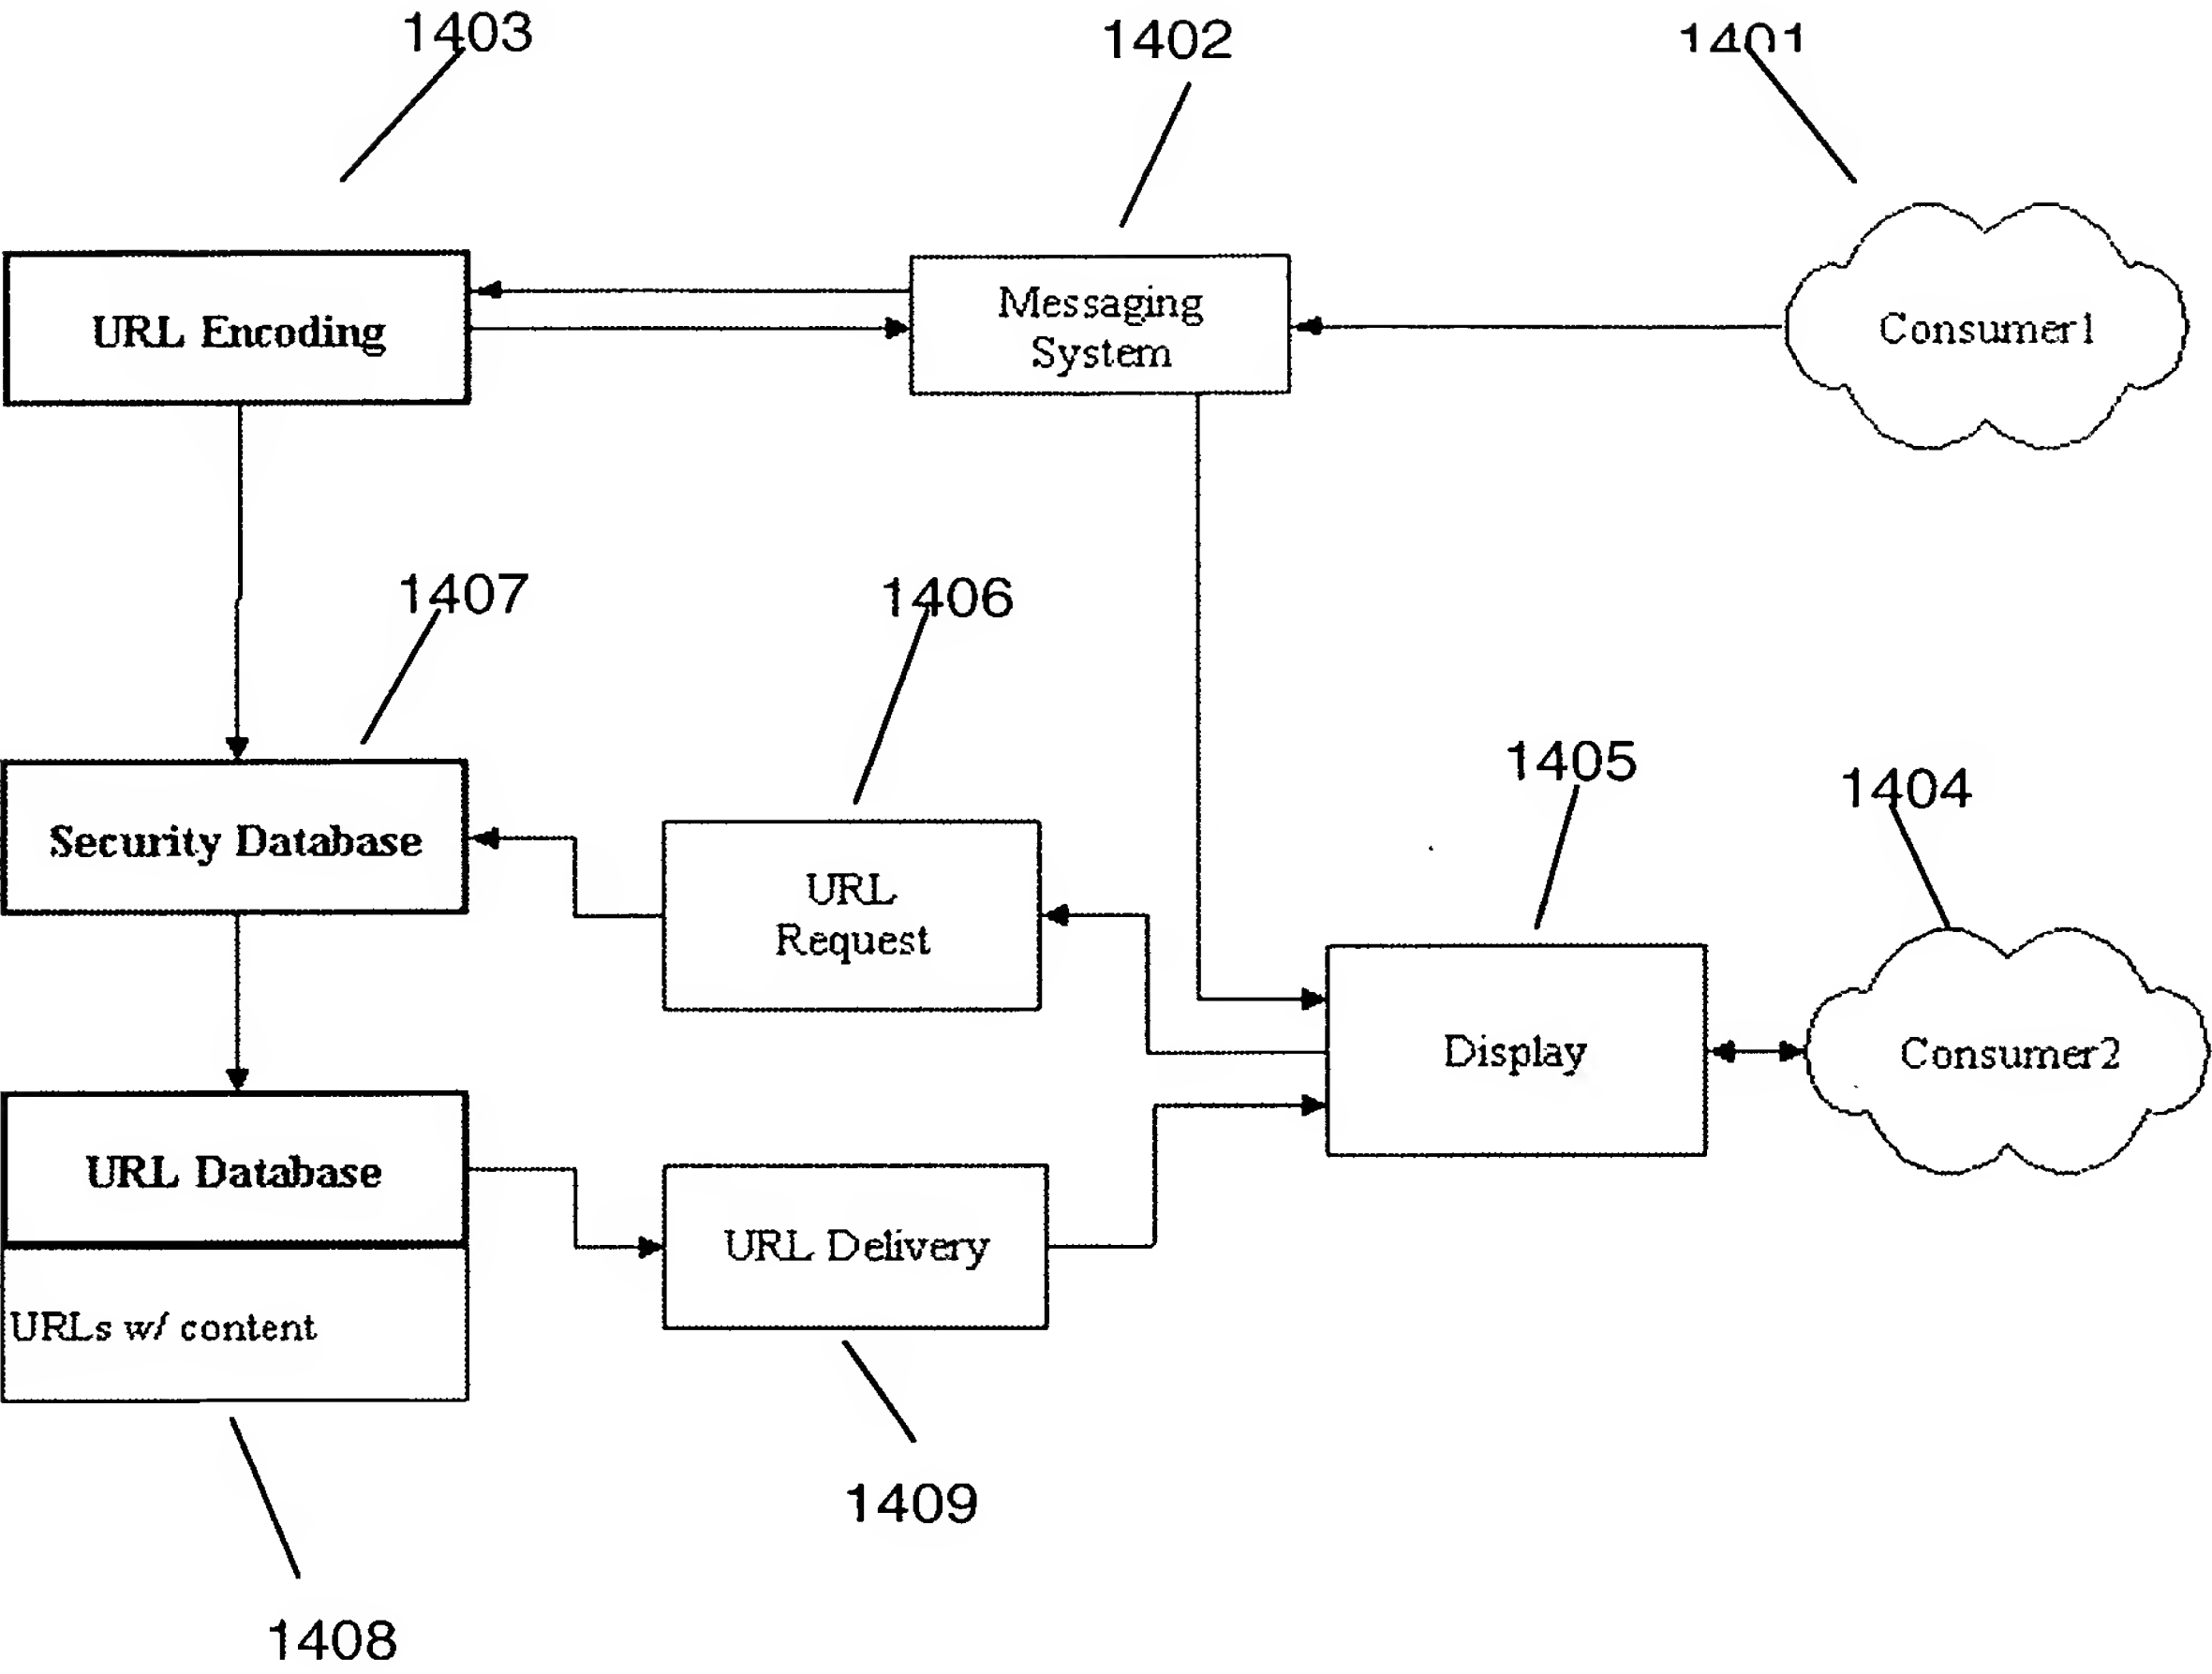 1403
1402
1401
URL Encoding
Messaging
System
Consumer1
1407
1406
1405
1404
Security Database
URL
Request
Display
Consumer2
URL Database
URL Delivery
URLs w/ content
1409
1408